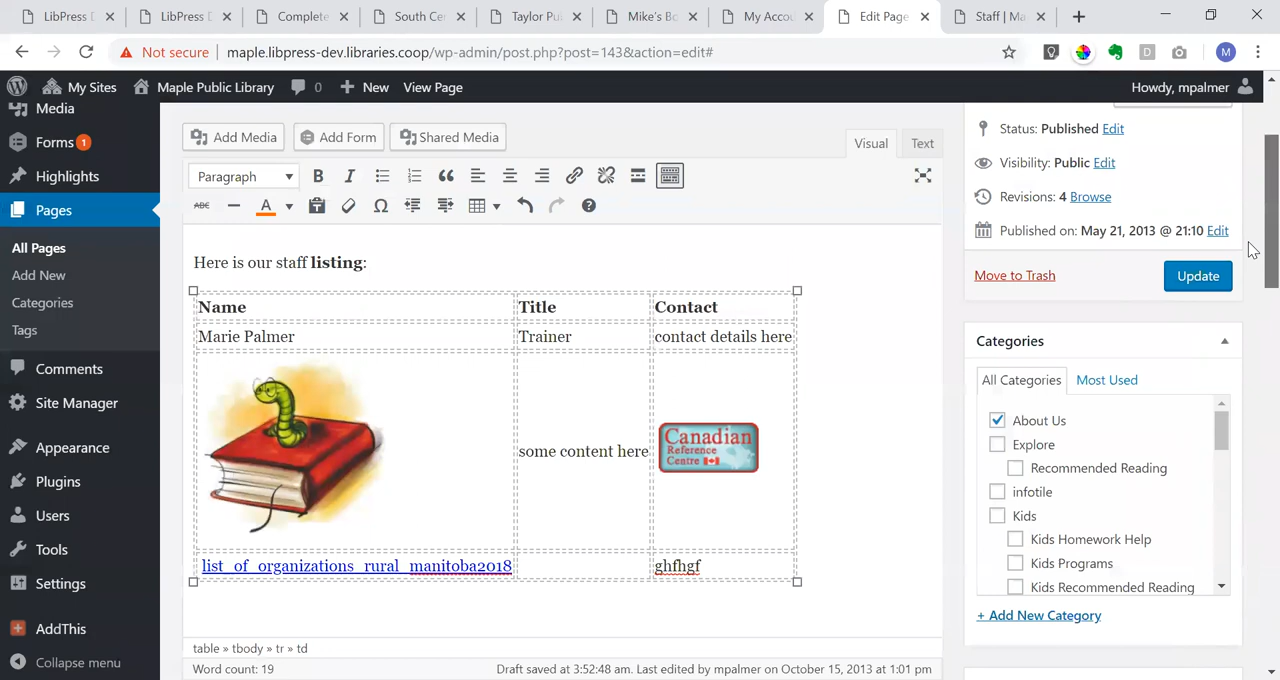 LibPress D
LibPress D
Complete
South Cer
Taylor Pu
Mike's Bo
My Accou
Edit Page
Staff | Ma
Not secure
maple.libpress-dev.libraries.coop/wp-admin/post.php?post=143&action=edit#
D
M
My Sites
Maple Public Library
0
New
View Page
Howdy, mpalmer
Media
Forms 1
Highlights
Pages
All Pages
Add New
Categories
Tags
Comments
Site Manager
Appearance
Plugins
Users
Tools
Settings
AddThis
Collapse menu
Add Media
Add Form
Shared Media
Visual
Text
Paragraph
B
I
ABC
A
Here is our staff listing:
Name Title Contact
Marie Palmer Trainer contact details here
some content here
Canadian
Reference
Centre
list_of_organizations_rural_manitoba2018 ghfhgf
table » tbody » tr » td
Word count: 19
Draft saved at 3:52:48 am. Last edited by mpalmer on October 15, 2013 at 1:01 pm
Status: Published Edit
Visibility: Public Edit
Revisions: 4 Browse
Published on: May 21, 2013 @ 21:10 Edit
Move to Trash
Update
Categories
All Categories
Most Used
About Us
Explore
Recommended Reading
infotile
Kids
Kids Homework Help
Kids Programs
Kids Recommended Reading
+ Add New Category